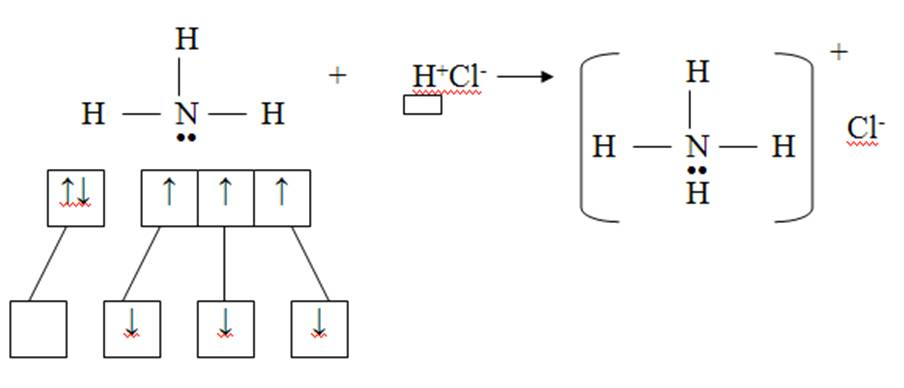 H
H — N — H
••
+
H⁺Cl⁻ →
H
H — N — H
••
H
+
Cl⁻
↑↓ ↑ ↑ ↑
↓ ↓ ↓